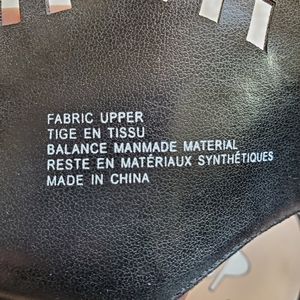 FABRIC UPPER
TIGE EN TISSU
BALANCE MANMADE MATERIAL
RESTE EN MATÉRIAUX SYNTHÉTIQUES
MADE IN CHINA